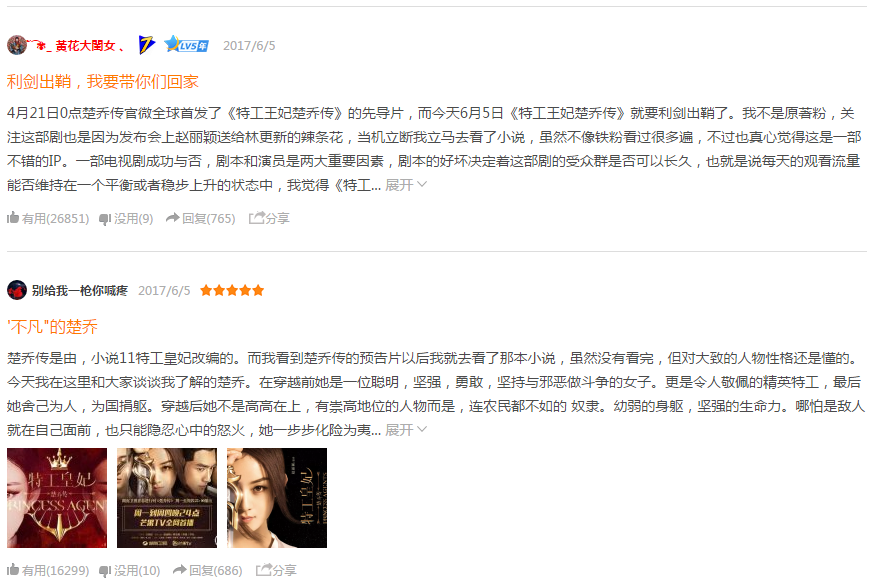 _ 黄花大閨女 、 7 LV5年 2017/6/5
利剑出鞘，我要带你们回家
4月21日0点楚乔传官微全球首发了《特工王妃楚乔传》的先导片，而今天6月5日《特工王妃楚乔传》就要利剑出鞘了。我不是原著粉，关
注这部剧也是因为发布会上赵丽颖送给林更新的辣条花，当机立断我立马去看了小说，虽然不像铁粉看过很多遍，不过也真心觉得这是一部
不错的IP。一部电视剧成功与否，剧本和演员是两大重要因素，剧本的好坏决定着这部剧的受众群是否可以长久，也就是说每天的观看流量
能否维持在一个平衡或者稳步上升的状态中，我觉得《特工... 展开
有用(26851) 没用(9) 回复(765) 分享
别给我一枪你喊疼 2017/6/5
'不凡"的楚乔
楚乔传是由，小说11特工皇妃改编的。而我看到楚乔传的预告片以后我就去看了那本小说，虽然没有看完，但对大致的人物性格还是懂的。
今天我在这里和大家谈谈我了解的楚乔。在穿越前她是一位聪明，坚强，勇敢，坚持与邪恶做斗争的女子。更是令人敬佩的精英特工，最后
她舍己为人，为国捐躯。穿越后她不是高高在上，有崇高地位的人物而是，连农民都不如的 奴隶。幼弱的身躯，坚强的生命力。哪怕是敌人
就在自己面前，也只能隐忍心中的怒火，她一步步化险为夷... 展开
特工皇妃
楚乔传
PRINCESS AGENT
周一到周四晚24点
芒果TV全网首播
特工皇妃
楚乔传
PRINCESS AGENTS
有用(16299) 没用(10) 回复(686) 分享